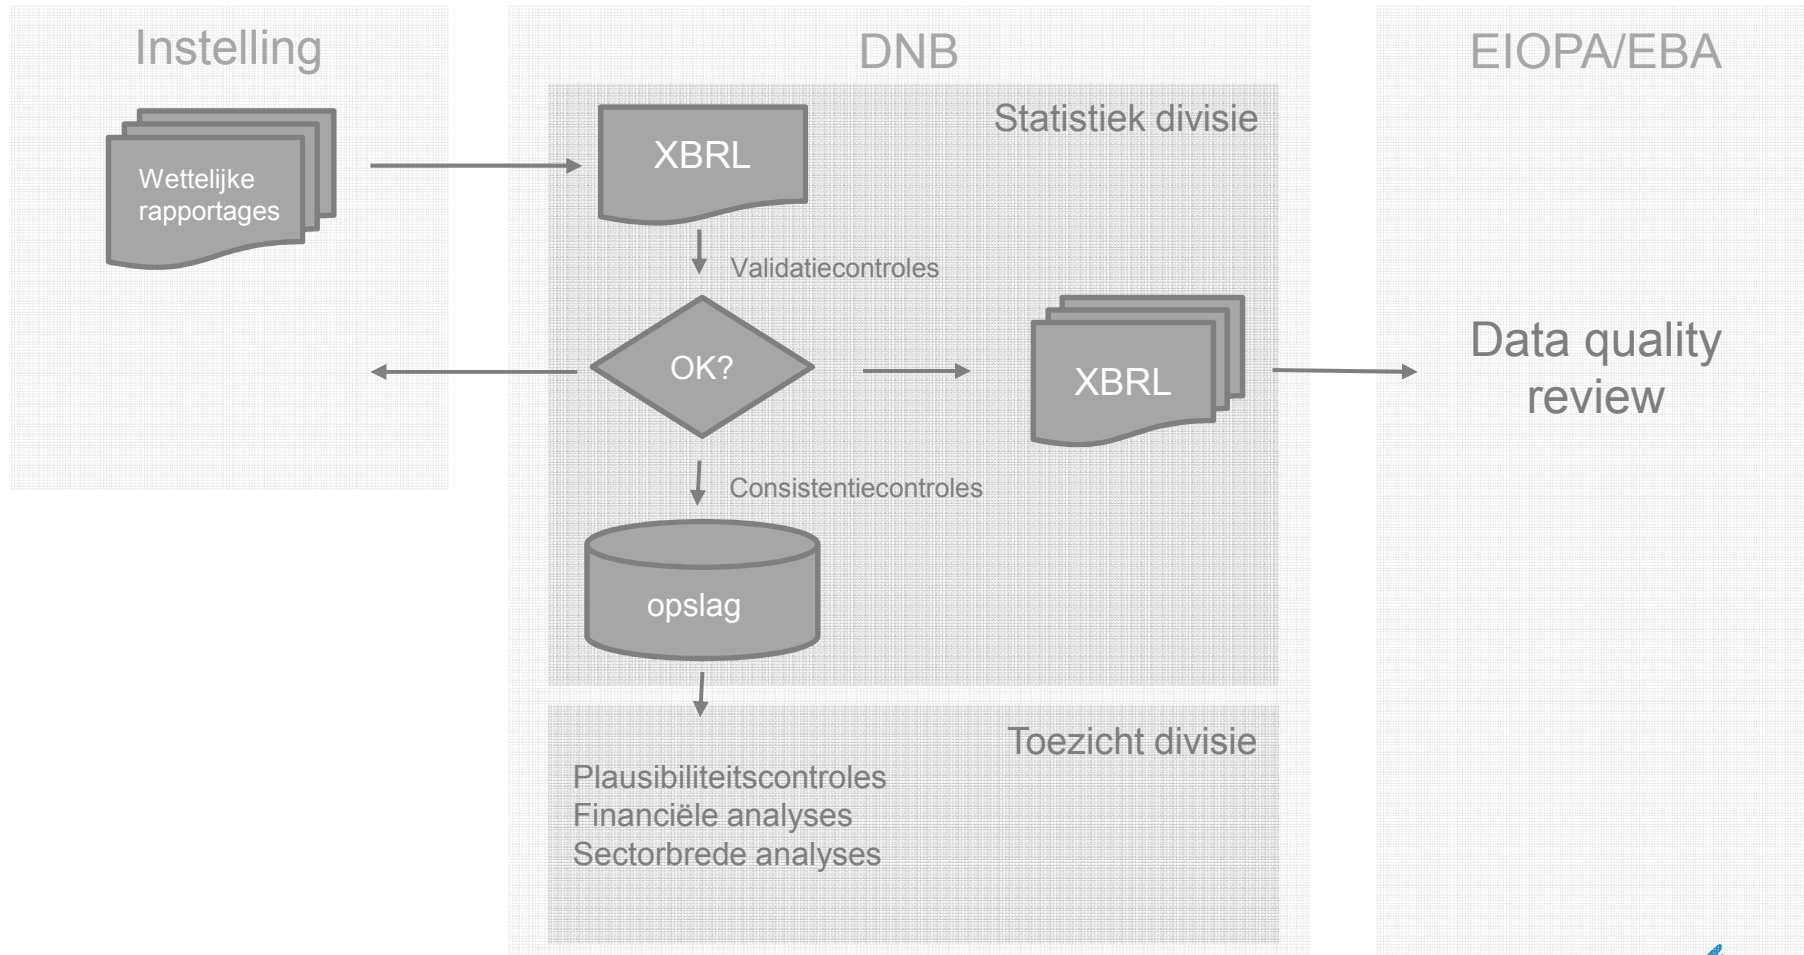 Instelling
DNB
EIOPA/EBA
Statistiek divisie
Wettelijke
rapportages
XBRL
Validatiecontroles
OK?
XBRL
Data quality
review
Consistentiecontroles
opslag
Toezicht divisie
Plausibiliteitscontroles
Financiële analyses
Sectorbrede analyses